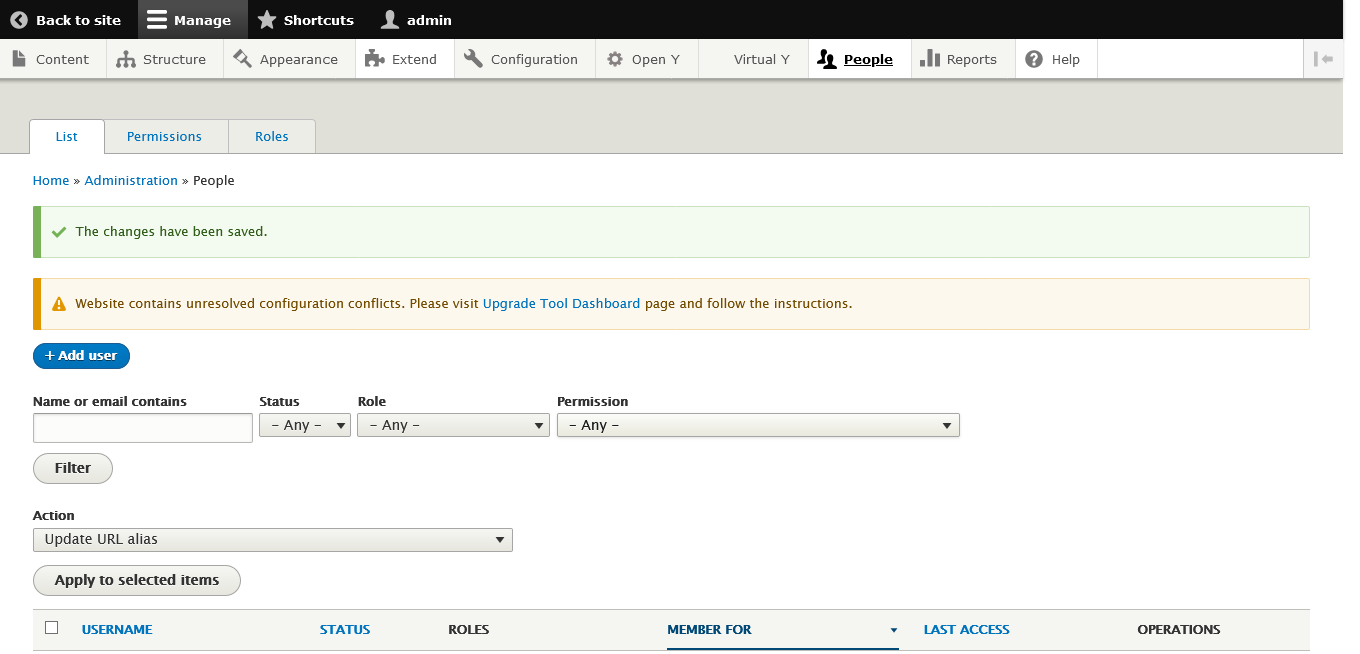 Back to site Manage Shortcuts admin
Content Structure Appearance Extend Configuration Open Y Virtual Y People Reports Help
List Permissions Roles
Home » Administration » People
The changes have been saved.
Website contains unresolved configuration conflicts. Please visit Upgrade Tool Dashboard page and follow the instructions.
+ Add user
Name or email contains Status Role Permission
- Any - - Any - - Any -
Filter
Action
Update URL alias
Apply to selected items
USERNAME STATUS ROLES MEMBER FOR LAST ACCESS OPERATIONS